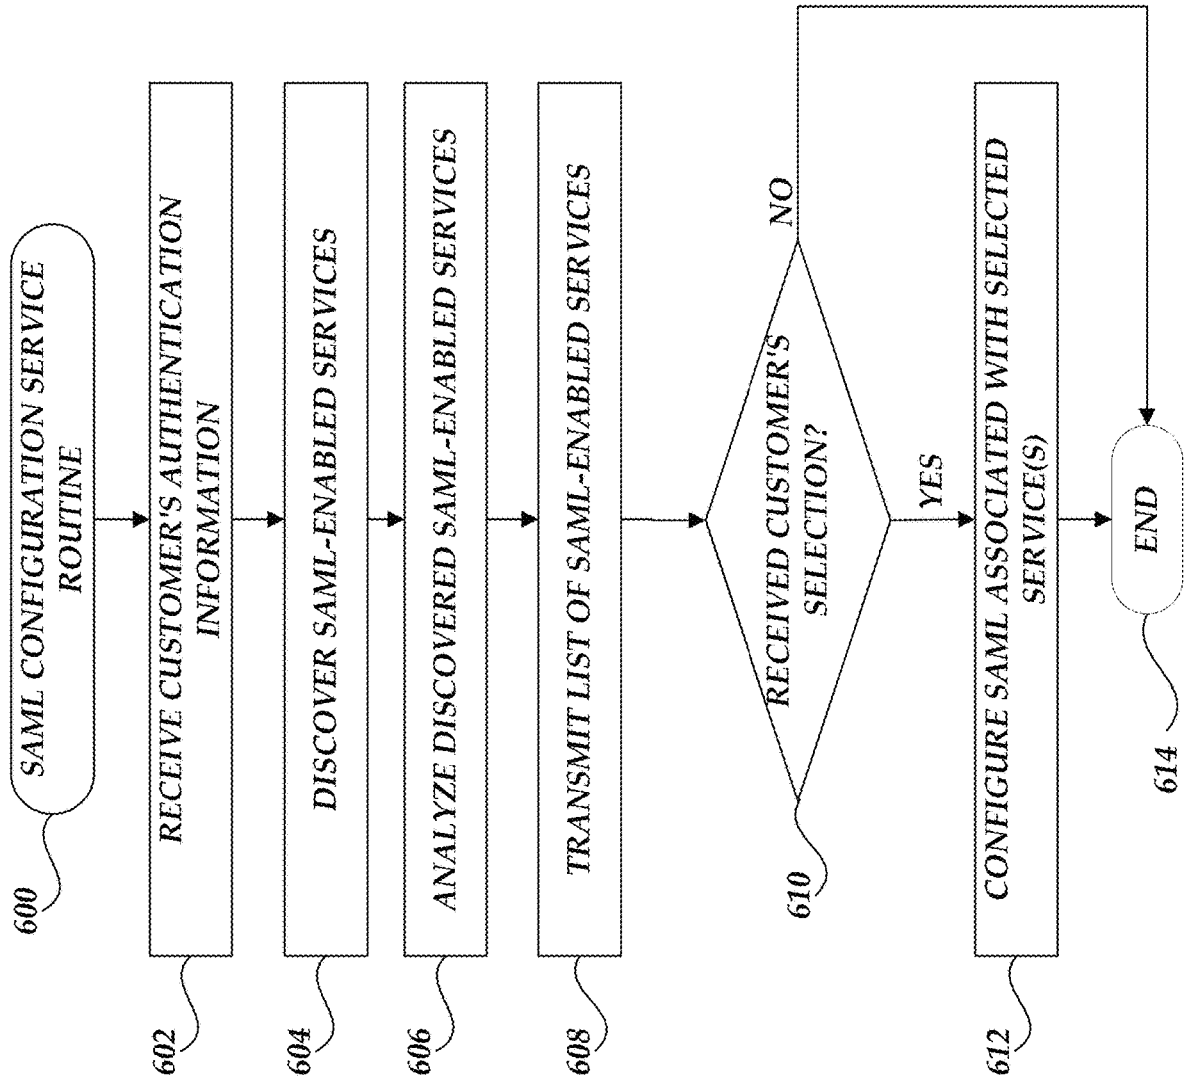 600
SAML CONFIGURATION SERVICE
ROUTINE
602
RECEIVE CUSTOMER'S AUTHENTICATION
INFORMATION
604
DISCOVER SAML-ENABLED SERVICES
606
ANALYZE DISCOVERED SAML-ENABLED SERVICES
608
TRANSMIT LIST OF SAML-ENABLED SERVICES
610
RECEIVED CUSTOMER'S
SELECTION?
NO
YES
612
CONFIGURE SAML ASSOCIATED WITH SELECTED
SERVICE(S)
614
END